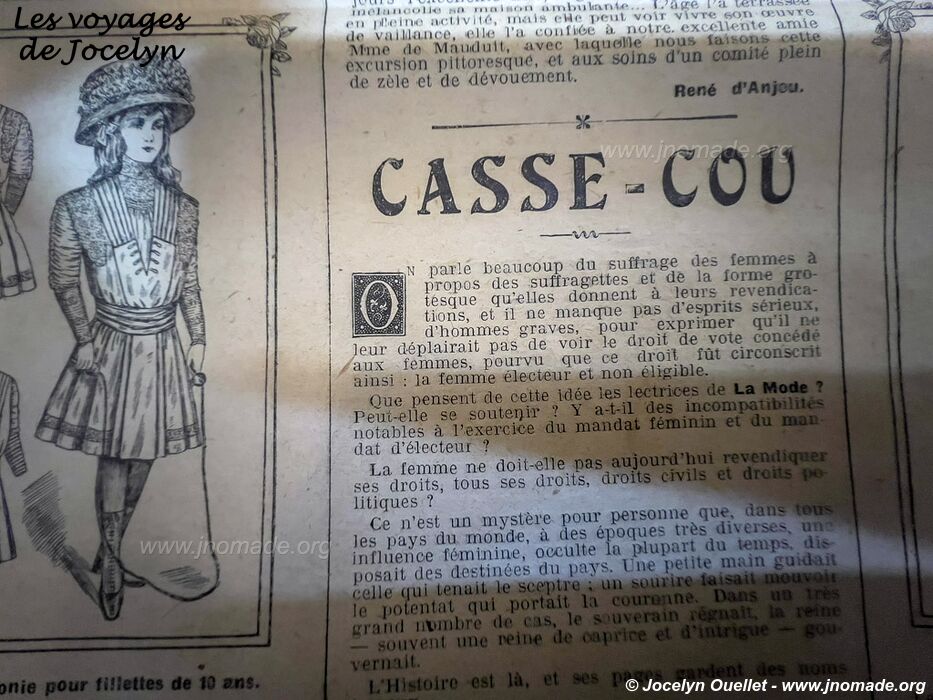 Les voyages
de Jocelyn
mélancolie sa maison ambulante... L'âge l'a terrassée
en pleine activité, mais elle peut voir vivre son œuvre
de vaillance, elle l'a confiée à notre excellente amie
Mme de Mauduit, avec laquelle nous faisons cette
excursion pittoresque, et aux soins d'un comité plein
de zèle et de dévouement.
René d'Anjou.
www.jnomade.org
CASSE-COU
ON parle beaucoup du suffrage des femmes à
propos des suffragettes et de la forme gro-
tesque qu'elles donnent à leurs revendica-
tions, et il ne manque pas d'esprits sérieux,
d'hommes graves, pour exprimer qu'il ne
leur déplairait pas de voir le droit de vote concédé
aux femmes, pourvu que ce droit fût circonscrit
ainsi : la femme électeur et non éligible.
Que pensent de cette idée les lectrices de La Mode ?
Peut-elle se soutenir ? Y a-t-il des incompatibilités
notables à l'exercice du mandat féminin et du man-
dat d'électeur ?
La femme ne doit-elle pas aujourd'hui revendiquer
ses droits, tous ses droits, droits civils et droits po-
litiques ?
Ce n'est un mystère pour personne que, dans tous
les pays du monde, à des époques très diverses, une
influence féminine, occulte la plupart du temps, dis-
posait des destinées du pays. Une petite main guidait
celle qui tenait le sceptre ; un sourire faisait mouvoir
le potentat qui portait la couronne. Dans un très
grand nombre de cas, le souverain régnait, la reine
— souvent une reine de caprice et d'intrigue — gou-
vernait.
L'Histoire est là, et ses pages gardent des noms
www.jnomade.org
www.jnomade.org
onie pour fillettes de 10 ans.
© Jocelyn Ouellet - www.jnomade.org